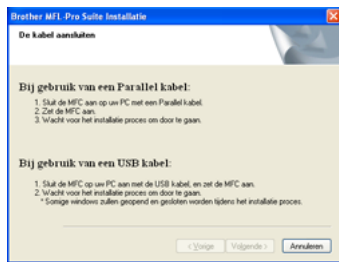 Brother MFL-Pro Suite Installatie
De kabel aansluiten
Bij gebruik van een Parallel kabel:
1. Sluit de MFC aan op uw PC met een Parallel kabel.
2. Zet de MFC aan.
3. Wacht voor het installatie proces om door te gaan.
Bij gebruik van een USB kabel:
1. Sluit de MFC op uw PC aan met de USB kabel, en zet de MFC aan.
2. Wacht voor het installatie proces om door te gaan.
* Somige windows zullen geopend en gesloten worden tijdens het installatie proces.
< Vorige Volgende > Annuleren